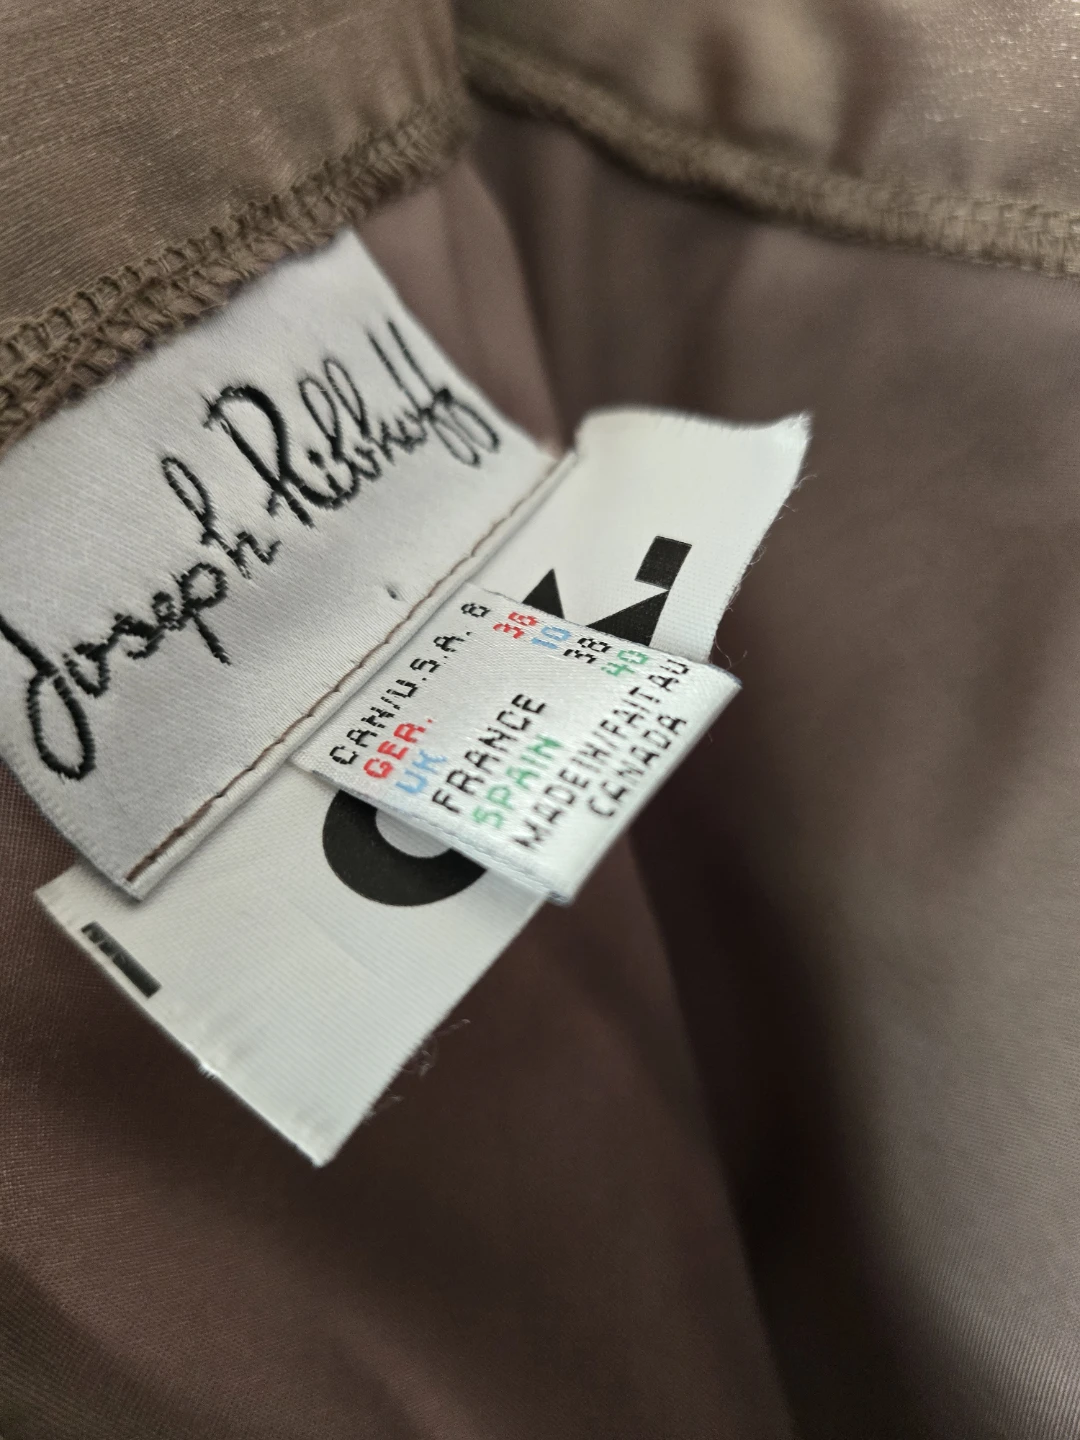 Joseph Ribkoff
CAN/U.S.A. 8
GER. 36
UK 10
FRANCE 38
SPAIN 40
MADE IN/FAIT AU
CANADA